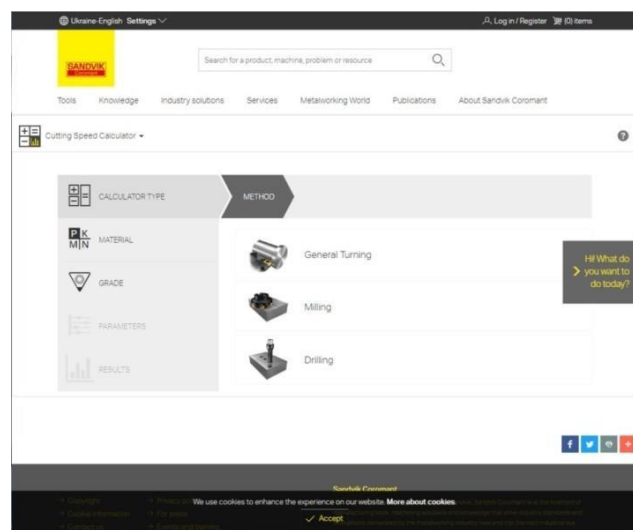 Ukraine-English Settings
Log in / Register (0) items
SANDVIK
Coromant
Search for a product, machine, problem or resource
Tools Knowledge Industry solutions Services Metalworking World Publications About Sandvik Coromant
Cutting Speed Calculator
CALCULATOR TYPE
METHOD
P K
M N
MATERIAL
GRADE
PARAMETERS
RESULTS
General Turning
Milling
Drilling
Hi! What do
you want to
do today?
Sandvik Coromant
Copyright
We use cookies to enhance the experience on our website. More about cookies.
Accept
Contact us